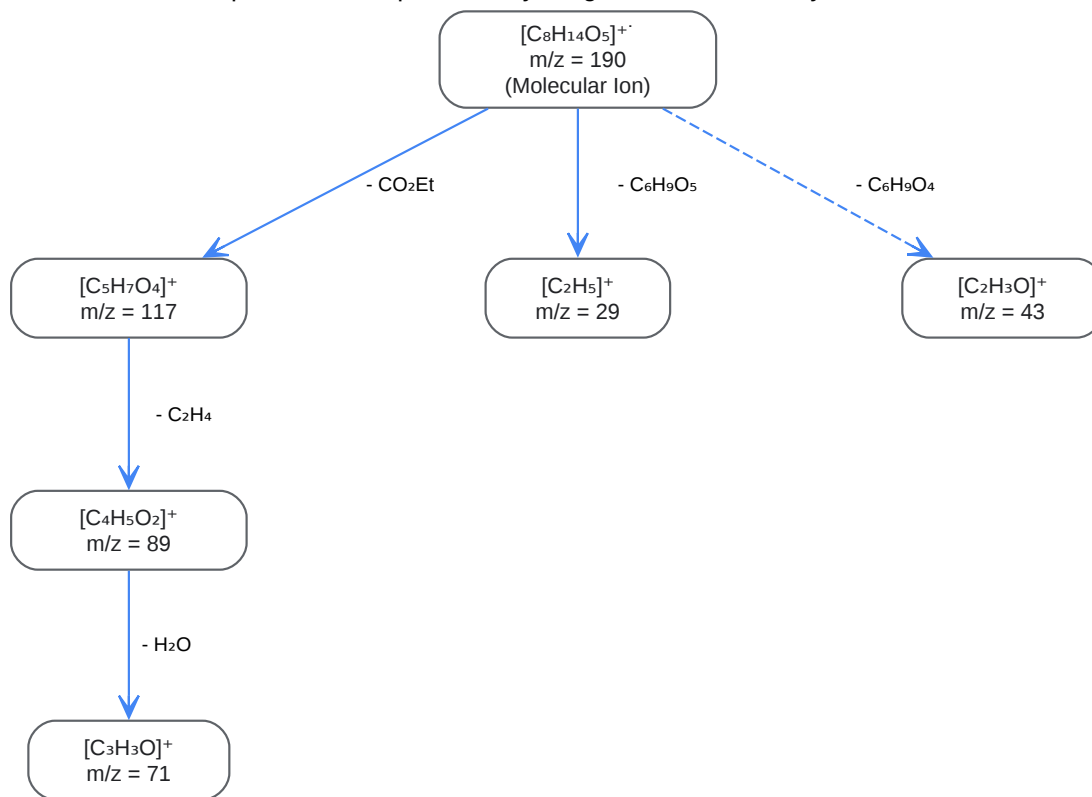 [C₈H₁₄O₅]⁺˙
m/z = 190
(Molecular Ion)
- CO₂Et
- C₆H₉O₅
- C₆H₉O₄
[C₅H₇O₄]⁺
m/z = 117
[C₂H₅]⁺
m/z = 29
[C₂H₃O]⁺
m/z = 43
- C₂H₄
[C₄H₅O₂]⁺
m/z = 89
- H₂O
[C₃H₃O]⁺
m/z = 71